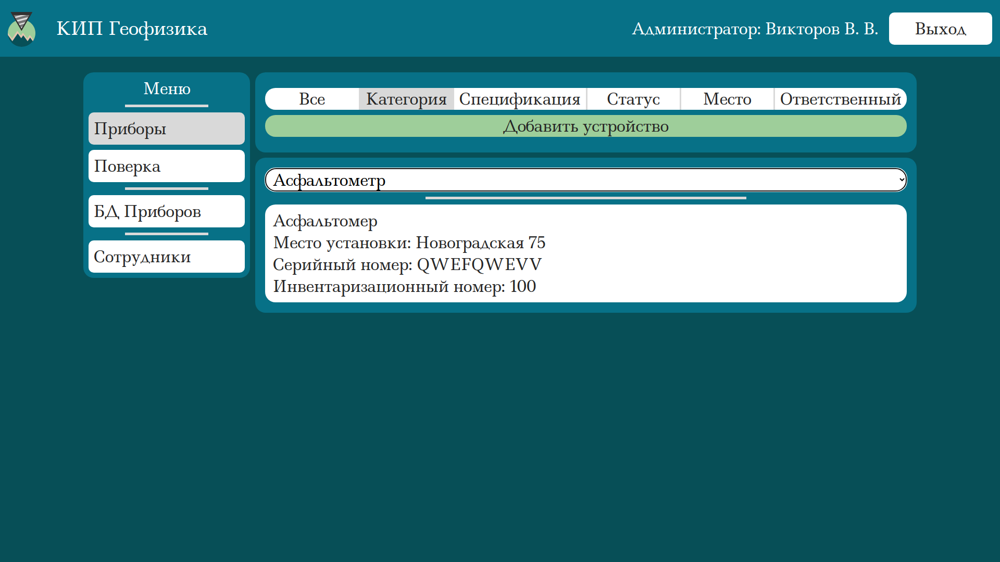 КИП Геофизика
Администратор: Викторов В. В.
Выход
Меню
Приборы
Поверка
БД Приборов
Сотрудники
Все
Категория
Спецификация
Статус
Место
Ответственный
Добавить устройство
Асфальтометр
Асфальтомер
Место установки: Новоградская 75
Серийный номер: QWEFQWEVV
Инвентаризационный номер: 100